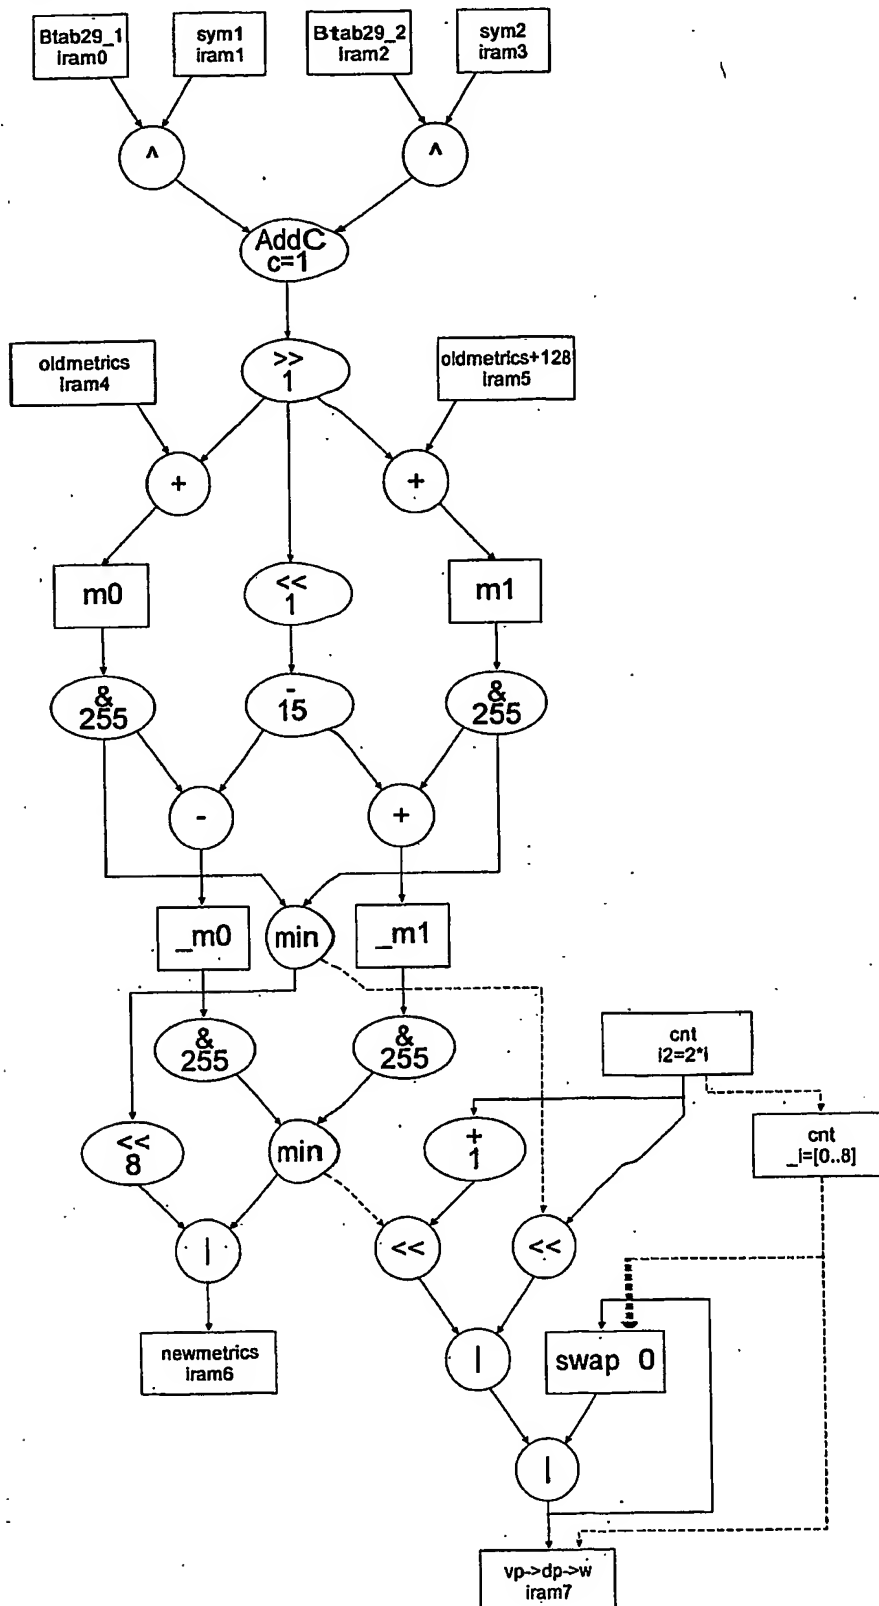 Btab29_1
iram0
sym1
iram1
Btab29_2
iram2
sym2
iram3
^
^
AddC
c=1
oldmetrics
iram4
>>
1
oldmetrics+128
iram5
+
+
m0
<<
1
m1
&
255
-
15
&
255
-
+
_m0
min
_m1
&
255
&
255
cnt
i2=2*i
<<
8
min
+
1
cnt
_i=[0..8]
|
<<
<<
newmetrics
iram6
|
swap 0
|
vp->dp->w
iram7